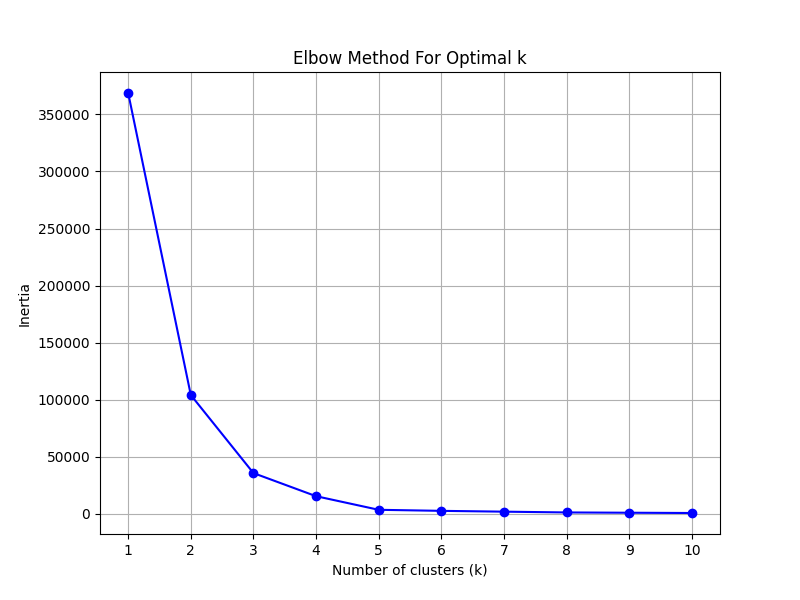 Elbow Method For Optimal k
350000
300000
250000
200000
150000
100000
50000
0
Inertia
1 2 3 4 5 6 7 8 9 10
Number of clusters (k)